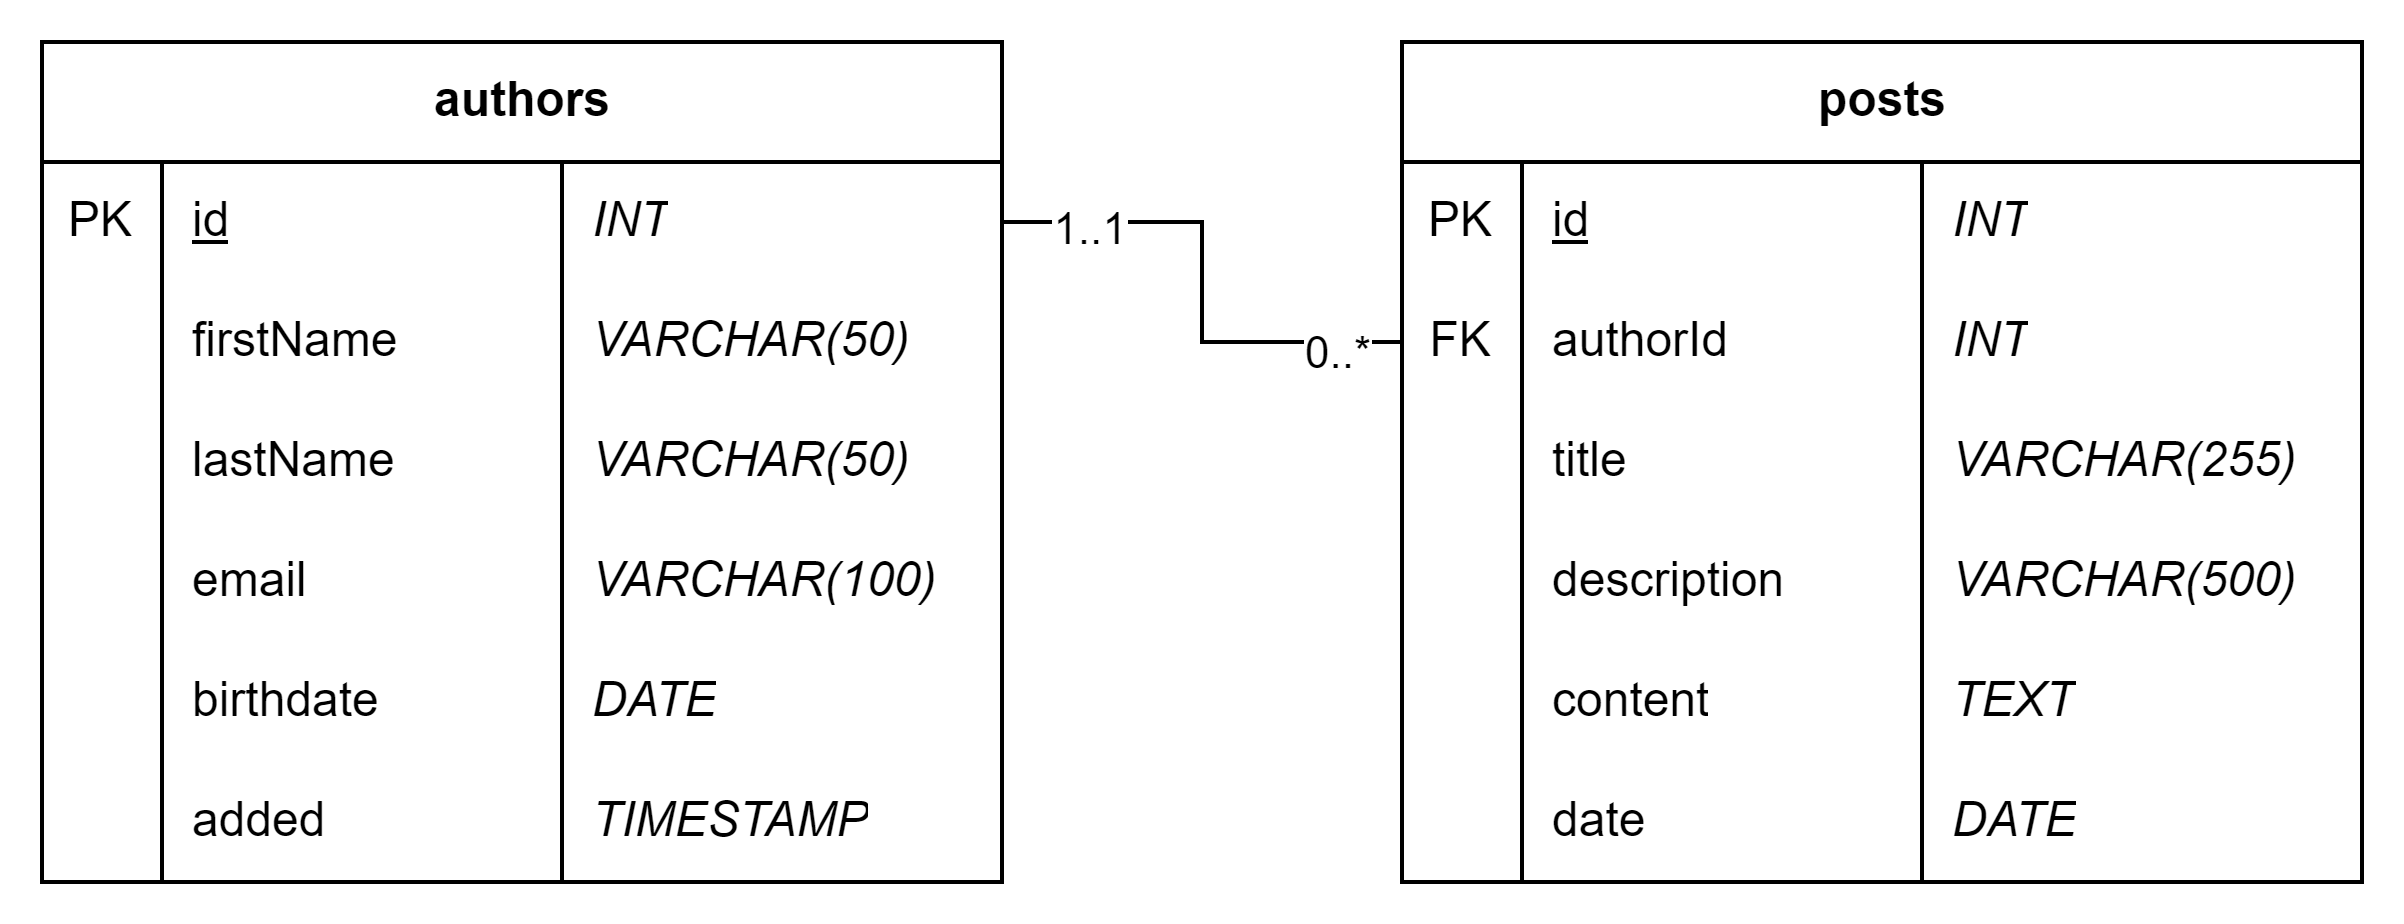 authors
PK id INT
firstName VARCHAR(50)
lastName VARCHAR(50)
email VARCHAR(100)
birthdate DATE
added TIMESTAMP
1..1
0..*
posts
PK id INT
FK authorId INT
title VARCHAR(255)
description VARCHAR(500)
content TEXT
date DATE